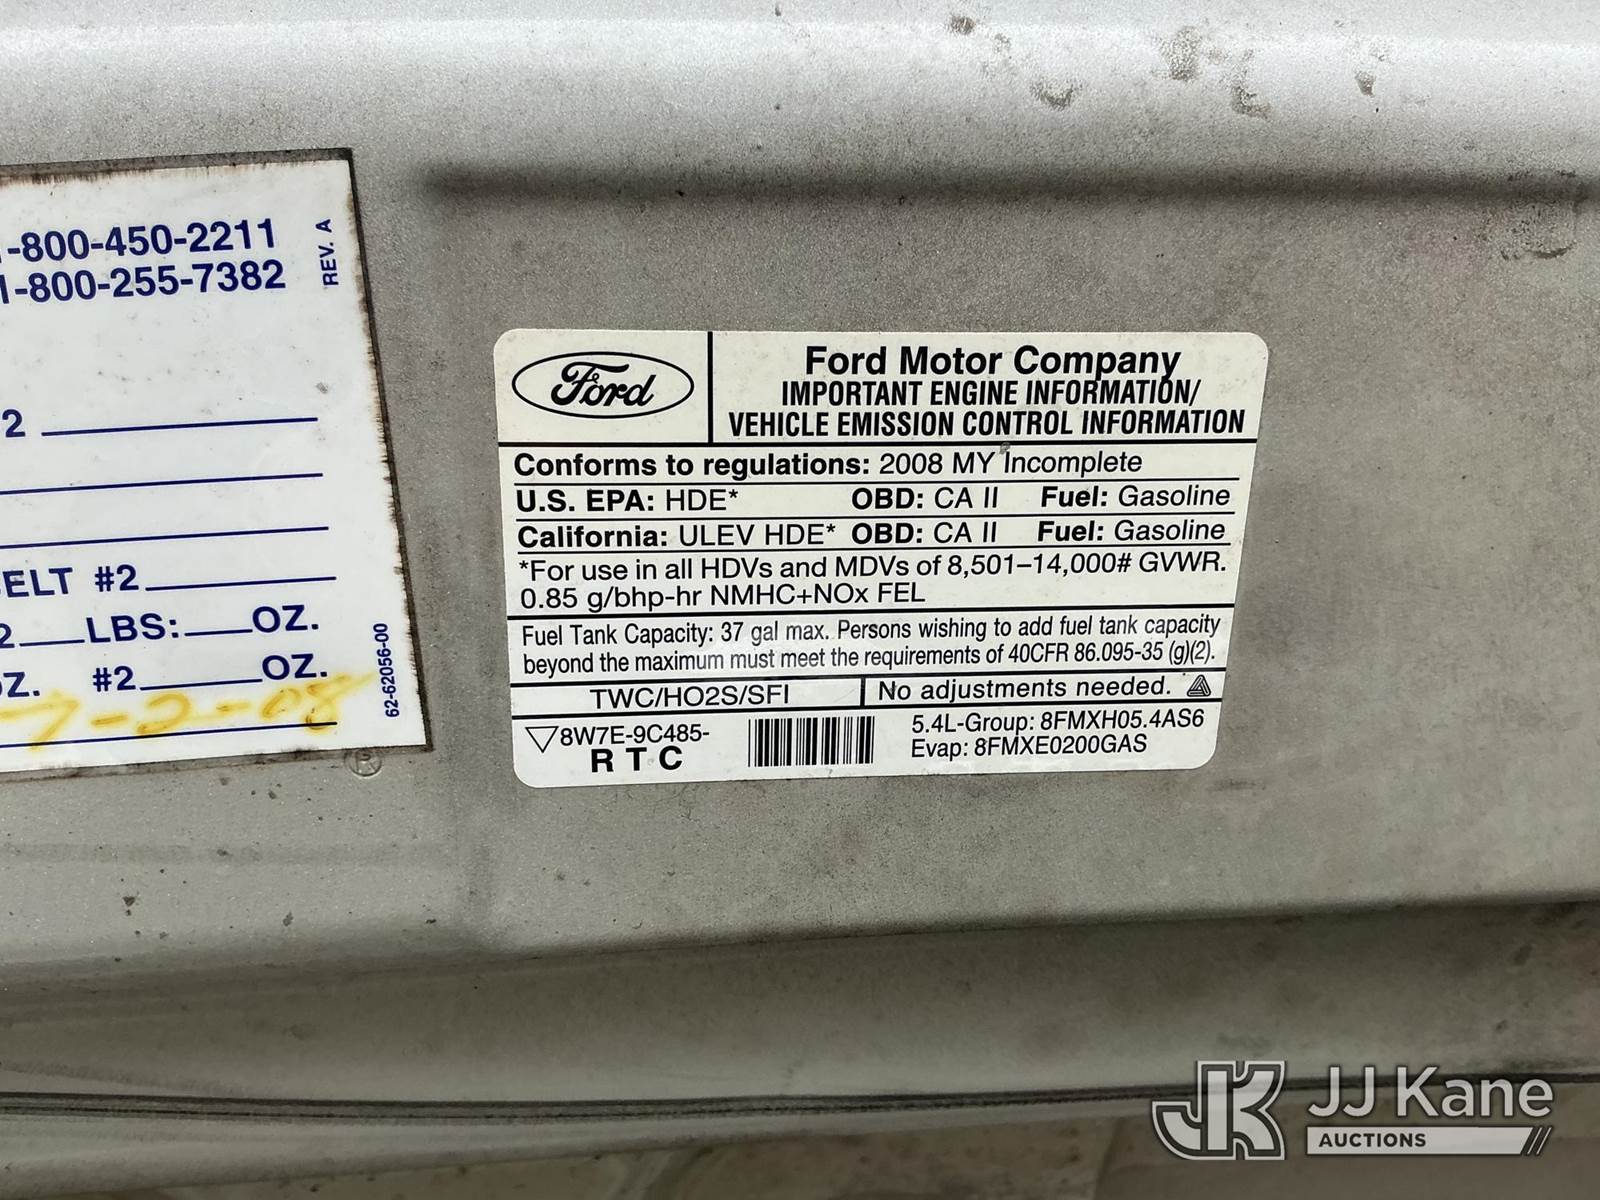 -800-450-2211
1-800-255-7382
REV. A
2
ELT #2
2 LBS: OZ.
OZ. #2 OZ.
7-2-08
62-62056-00
®
Ford
Ford Motor Company
IMPORTANT ENGINE INFORMATION/
VEHICLE EMISSION CONTROL INFORMATION
Conforms to regulations: 2008 MY Incomplete
U.S. EPA: HDE* OBD: CA II Fuel: Gasoline
California: ULEV HDE* OBD: CA II Fuel: Gasoline
*For use in all HDVs and MDVs of 8,501–14,000# GVWR.
0.85 g/bhp-hr NMHC+NOx FEL
Fuel Tank Capacity: 37 gal max. Persons wishing to add fuel tank capacity
beyond the maximum must meet the requirements of 40CFR 86.095-35 (g)(2).
TWC/HO2S/SFI No adjustments needed.
8W7E-9C485-
R T C
5.4L-Group: 8FMXH05.4AS6
Evap: 8FMXE0200GAS
JK JJ Kane
AUCTIONS